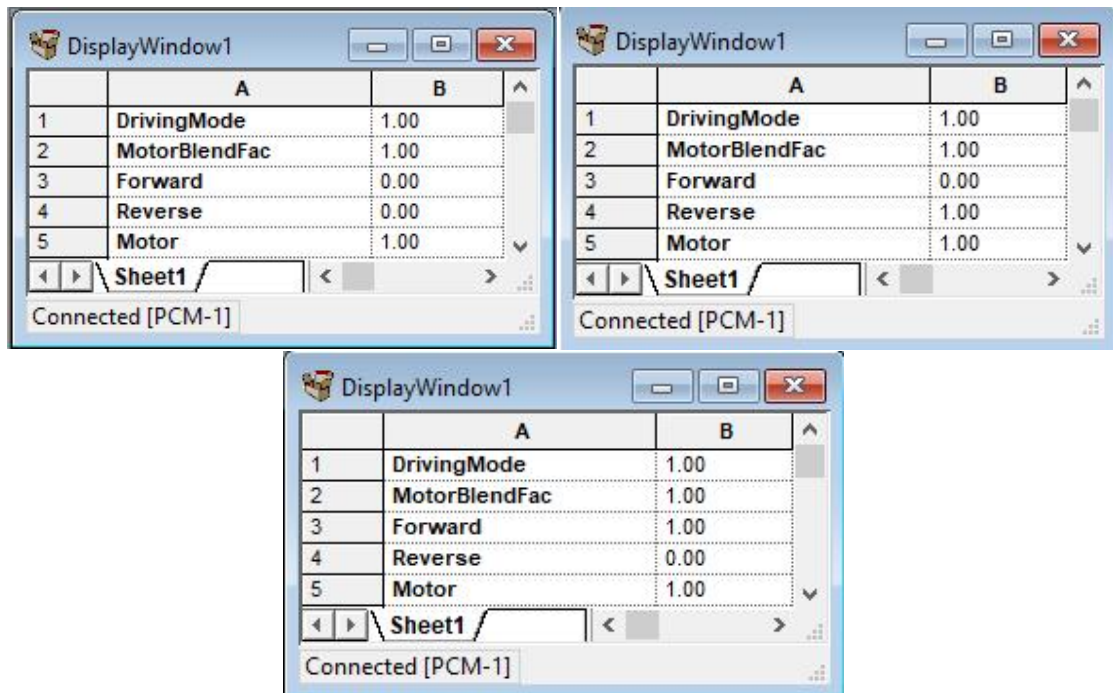 DisplayWindow1
A B
1 DrivingMode 1.00
2 MotorBlendFac 1.00
3 Forward 0.00
4 Reverse 0.00
5 Motor 1.00
Sheet1
Connected [PCM-1]
DisplayWindow1
A B
1 DrivingMode 1.00
2 MotorBlendFac 1.00
3 Forward 0.00
4 Reverse 1.00
5 Motor 1.00
Sheet1
Connected [PCM-1]
DisplayWindow1
A B
1 DrivingMode 1.00
2 MotorBlendFac 1.00
3 Forward 1.00
4 Reverse 0.00
5 Motor 1.00
Sheet1
Connected [PCM-1]